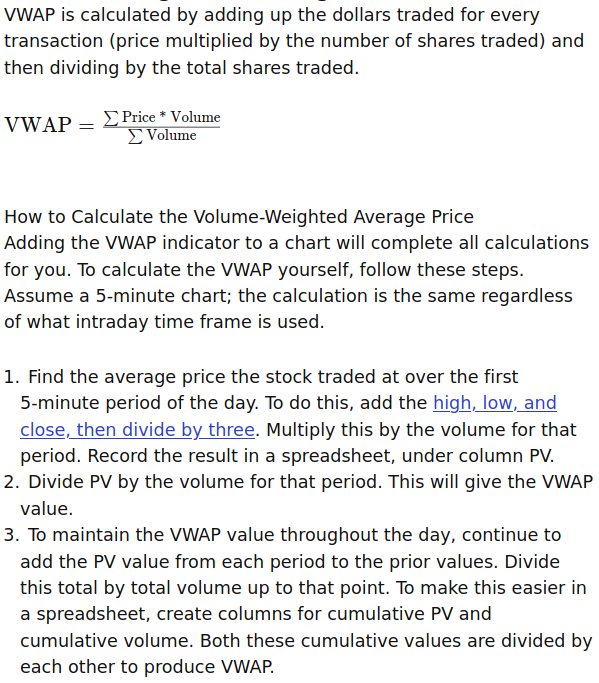 VWAP is calculated by adding up the dollars traded for every
transaction (price multiplied by the number of shares traded) and
then dividing by the total shares traded.
VWAP = ∑ Price * Volume / ∑ Volume
How to Calculate the Volume-Weighted Average Price
Adding the VWAP indicator to a chart will complete all calculations
for you. To calculate the VWAP yourself, follow these steps.
Assume a 5-minute chart; the calculation is the same regardless
of what intraday time frame is used.
1. Find the average price the stock traded at over the first
5-minute period of the day. To do this, add the high, low, and
close, then divide by three. Multiply this by the volume for that
period. Record the result in a spreadsheet, under column PV.
2. Divide PV by the volume for that period. This will give the VWAP
value.
3. To maintain the VWAP value throughout the day, continue to
add the PV value from each period to the prior values. Divide
this total by total volume up to that point. To make this easier in
a spreadsheet, create columns for cumulative PV and
cumulative volume. Both these cumulative values are divided by
each other to produce VWAP.